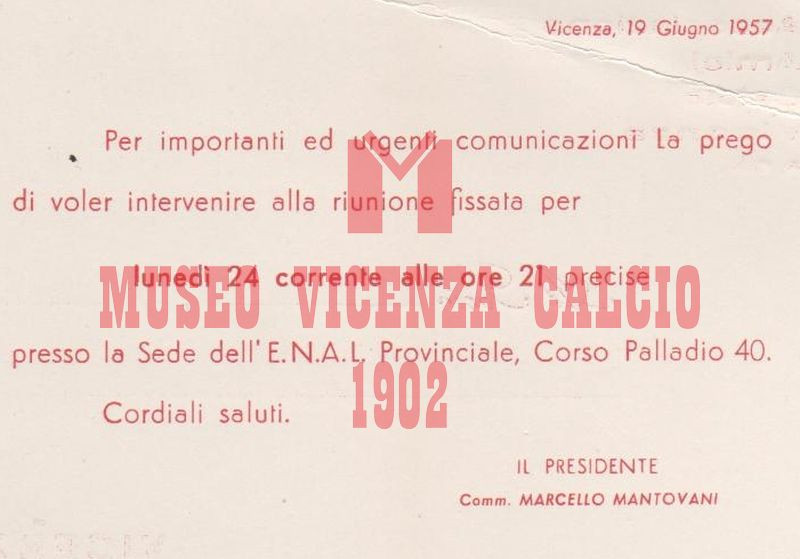 Vicenza, 19 Giugno 1957
Per importanti ed urgenti comunicazioni La prego
di voler intervenire alla riunione fissata per
lunedì 24 corrente alle ore 21 precise
MUSEO VICENZA CALCIO
presso la Sede dell' E.N.A.L. Provinciale, Corso Palladio 40.
1902
Cordiali saluti.
IL PRESIDENTE
Comm. MARCELLO MANTOVANI